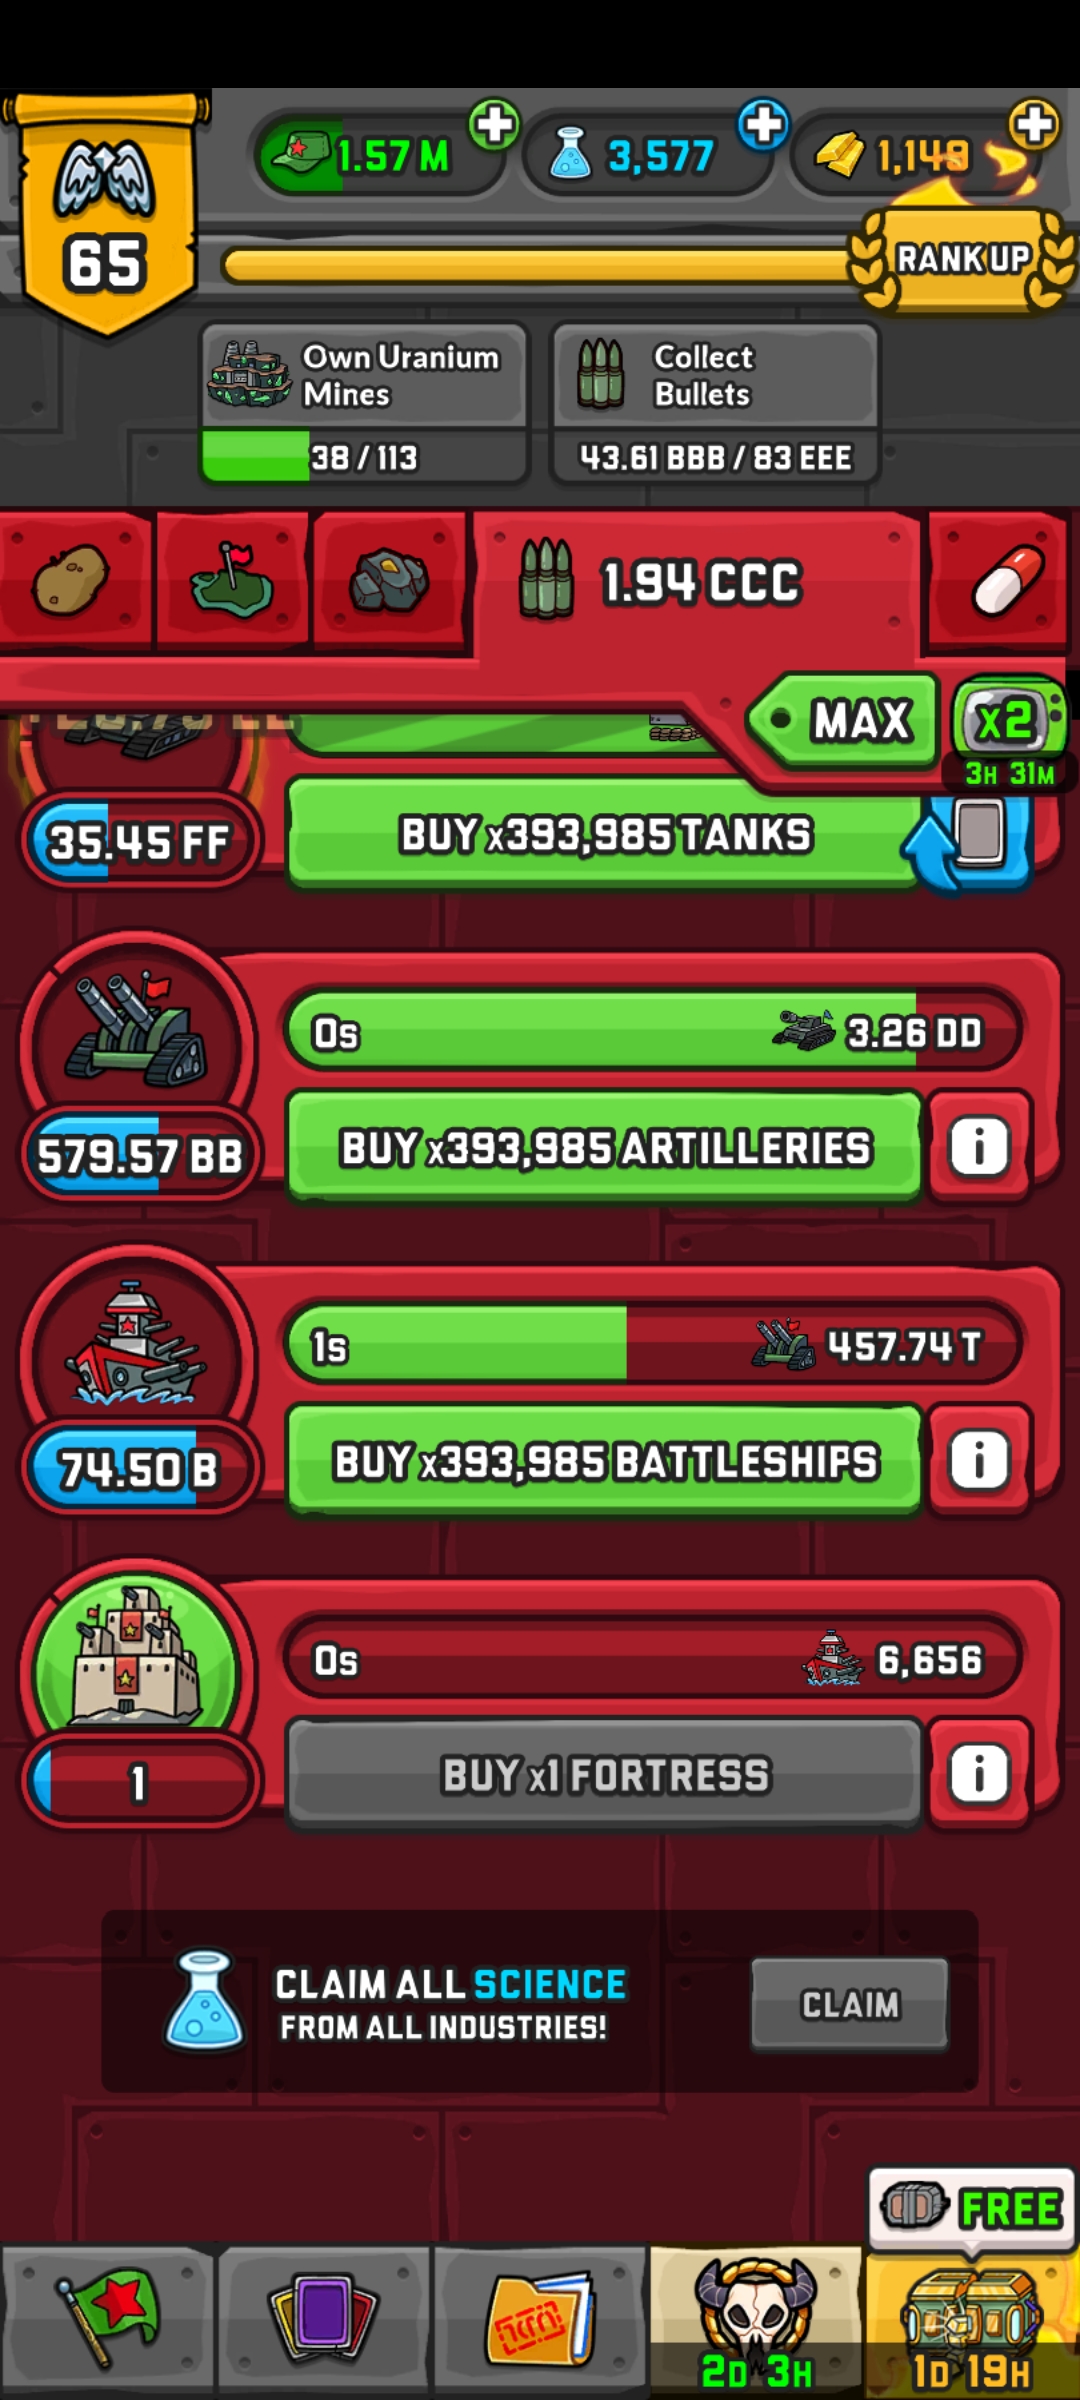 1.57 M
3,577
1,149
65
RANK UP
Own Uranium
Mines
38 / 113
Collect
Bullets
43.61 BBB / 83 EEE
1.94 CCC
MAX
x2
3H 31M
35.45 FF
BUY x393,985 TANKS
0s
3.26 DD
579.57 BB
BUY x393,985 ARTILLERIES
i
1s
457.74 T
74.50 B
BUY x393,985 BATTLESHIPS
i
0s
6,656
1
BUY x1 FORTRESS
i
CLAIM ALL SCIENCE
FROM ALL INDUSTRIES!
CLAIM
FREE
2D 3H
1D 19H